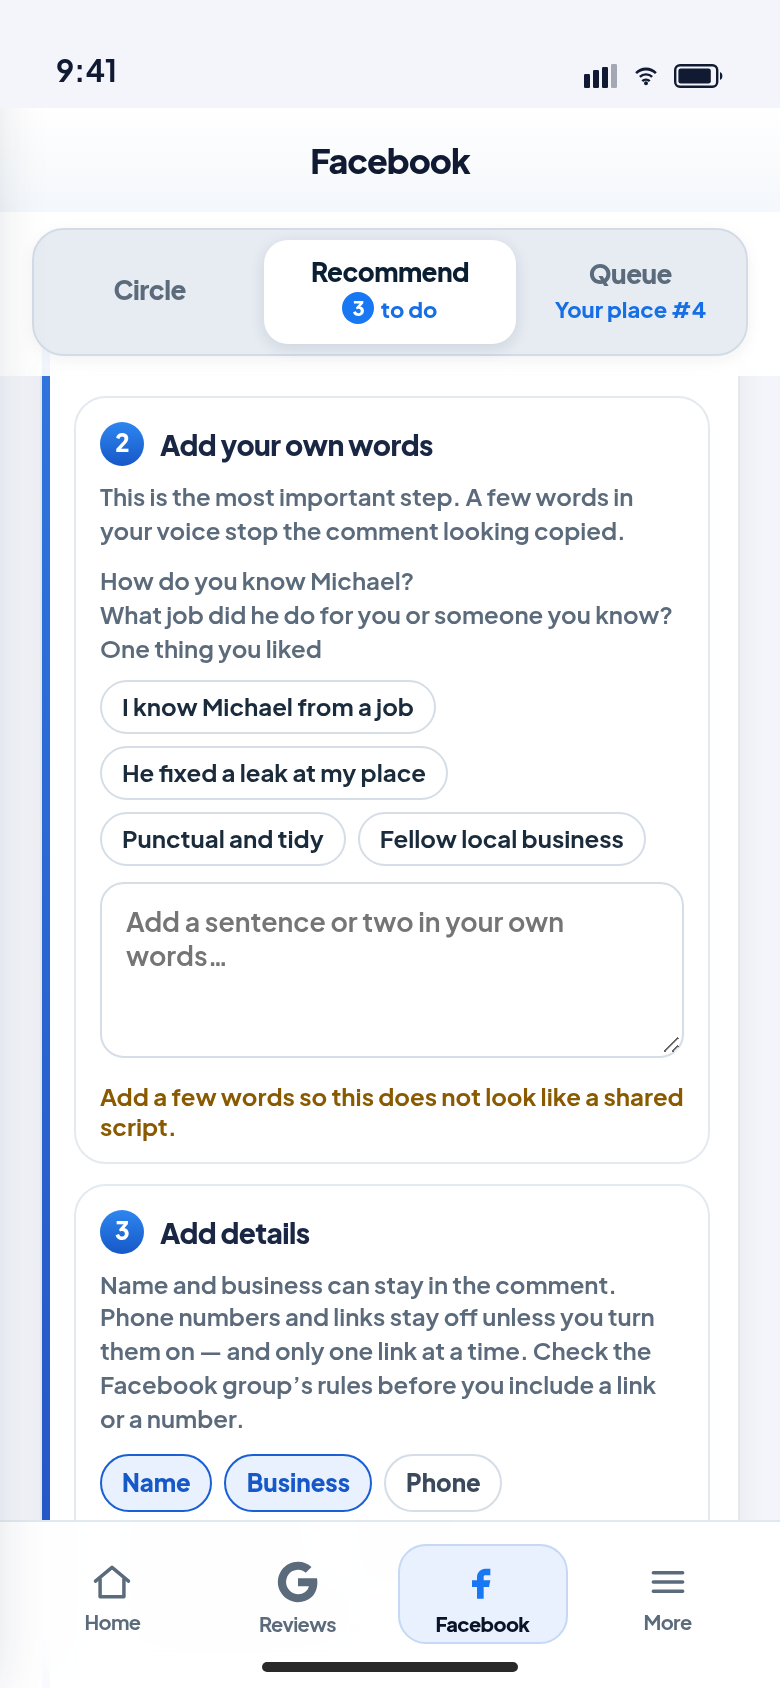 9:41
Facebook
Circle
Recommend
3 to do
Queue
Your place #4
2 Add your own words
This is the most important step. A few words in
your voice stop the comment looking copied.
How do you know Michael?
What job did he do for you or someone you know?
One thing you liked
I know Michael from a job
He fixed a leak at my place
Punctual and tidy
Fellow local business
Add a sentence or two in your own
words…
Add a few words so this does not look like a shared
script.
3 Add details
Name and business can stay in the comment.
Phone numbers and links stay off unless you turn
them on — and only one link at a time. Check the
Facebook group’s rules before you include a link
or a number.
Name
Business
Phone
Home
Reviews
Facebook
More